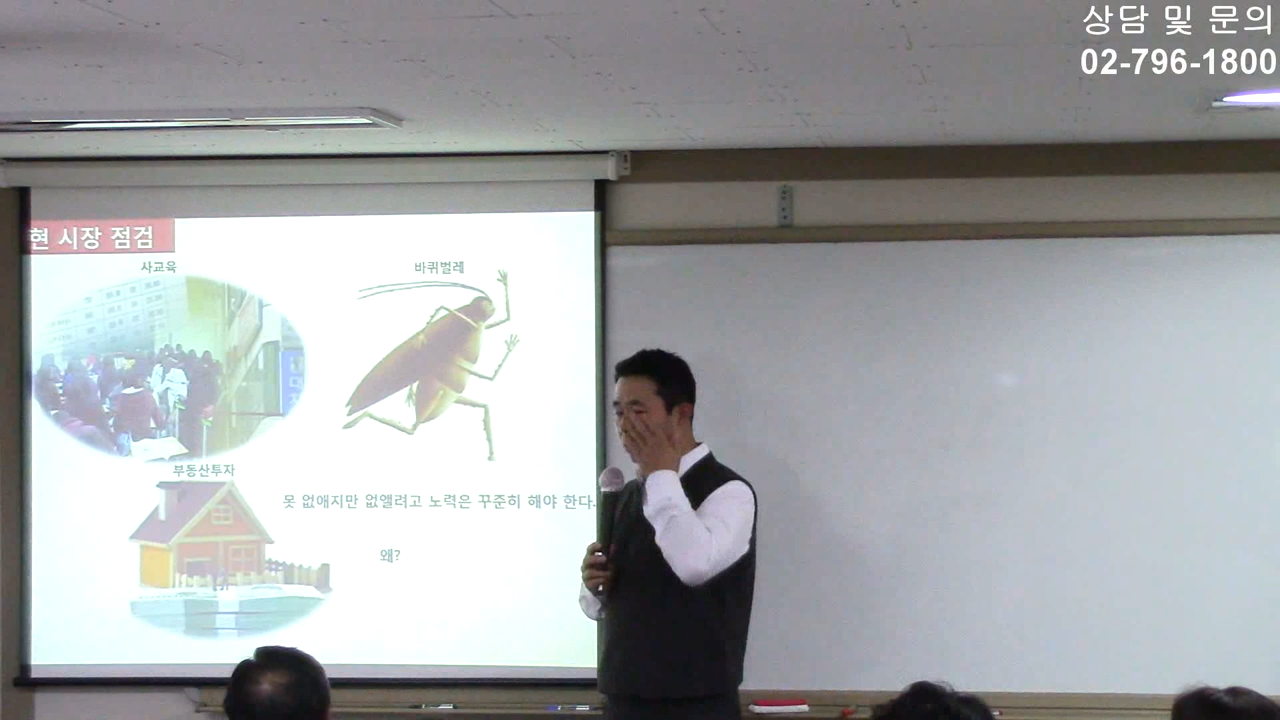 상담 및 문의
02-796-1800
현 시장 점검
사교육
바퀴벌레
부동산투자
못 없애지만 없앨려고 노력은 꾸준히 해야 한다.
왜?